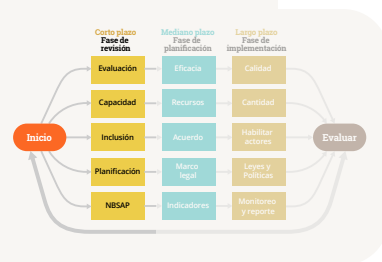 Corto plazo
Fase de
revisión
Mediano plazo
Fase de
planificación
Largo plazo
Fase de
implementación
Inicio
Evaluación
Eficacia
Calidad
Capacidad
Recursos
Cantidad
Inclusión
Acuerdo
Habilitar
actores
Planificación
Marco
legal
Leyes y
Políticas
NBSAP
Indicadores
Monitoreo
y reporte
Evaluar